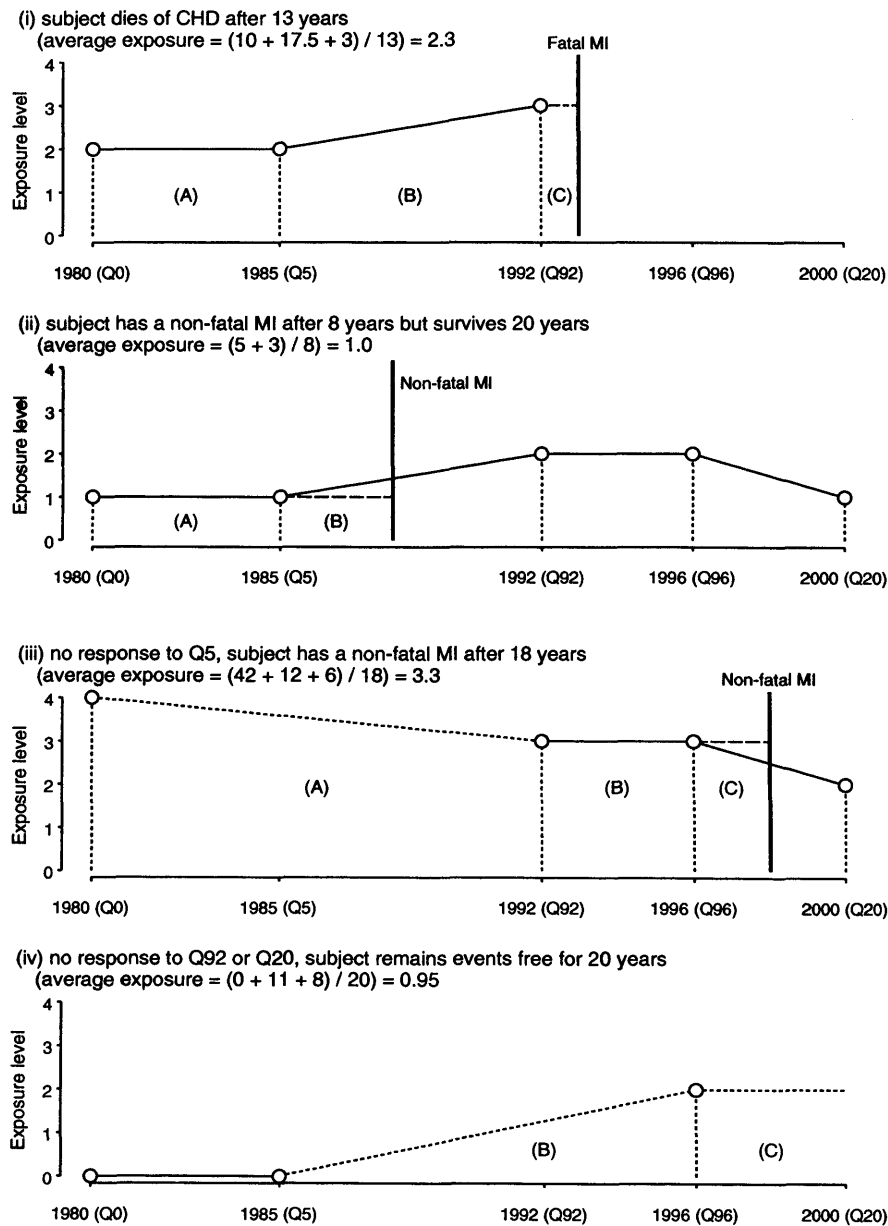 (i) subject dies of CHD after 13 years
(average exposure = (10 + 17.5 + 3) / 13) = 2.3
Fatal MI
Exposure level
4
3
2
1
0
(A)
(B)
(C)
1980 (Q0)
1985 (Q5)
1992 (Q92)
1996 (Q96)
2000 (Q20)
(ii) subject has a non-fatal MI after 8 years but survives 20 years
(average exposure = (5 + 3) / 8) = 1.0
Non-fatal MI
Exposure level
4
3
2
1
0
(A)
(B)
1980 (Q0)
1985 (Q5)
1992 (Q92)
1996 (Q96)
2000 (Q20)
(iii) no response to Q5, subject has a non-fatal MI after 18 years
(average exposure = (42 + 12 + 6) / 18) = 3.3
Non-fatal MI
Exposure level
4
3
2
1
0
(A)
(B)
(C)
1980 (Q0)
1985 (Q5)
1992 (Q92)
1996 (Q96)
2000 (Q20)
(iv) no response to Q92 or Q20, subject remains events free for 20 years
(average exposure = (0 + 11 + 8) / 20) = 0.95
Exposure level
4
3
2
1
0
(B)
(C)
1980 (Q0)
1985 (Q5)
1992 (Q92)
1996 (Q96)
2000 (Q20)